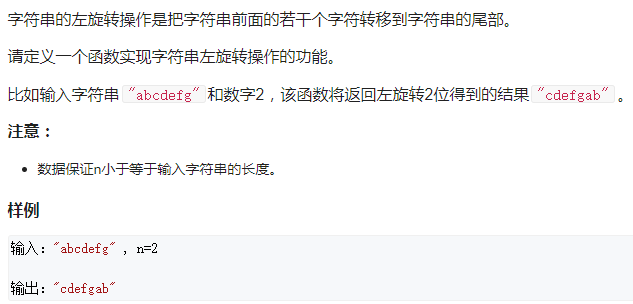 字符串的左旋转操作是把字符串前面的若干个字符转移到字符串的尾部。
请定义一个函数实现字符串左旋转操作的功能。
比如输入字符串"abcdefg"和数字2，该函数将返回左旋转2位得到的结果"cdefgab"。
注意：
• 数据保证n小于等于输入字符串的长度。
样例
输入："abcdefg" , n=2
输出："cdefgab"